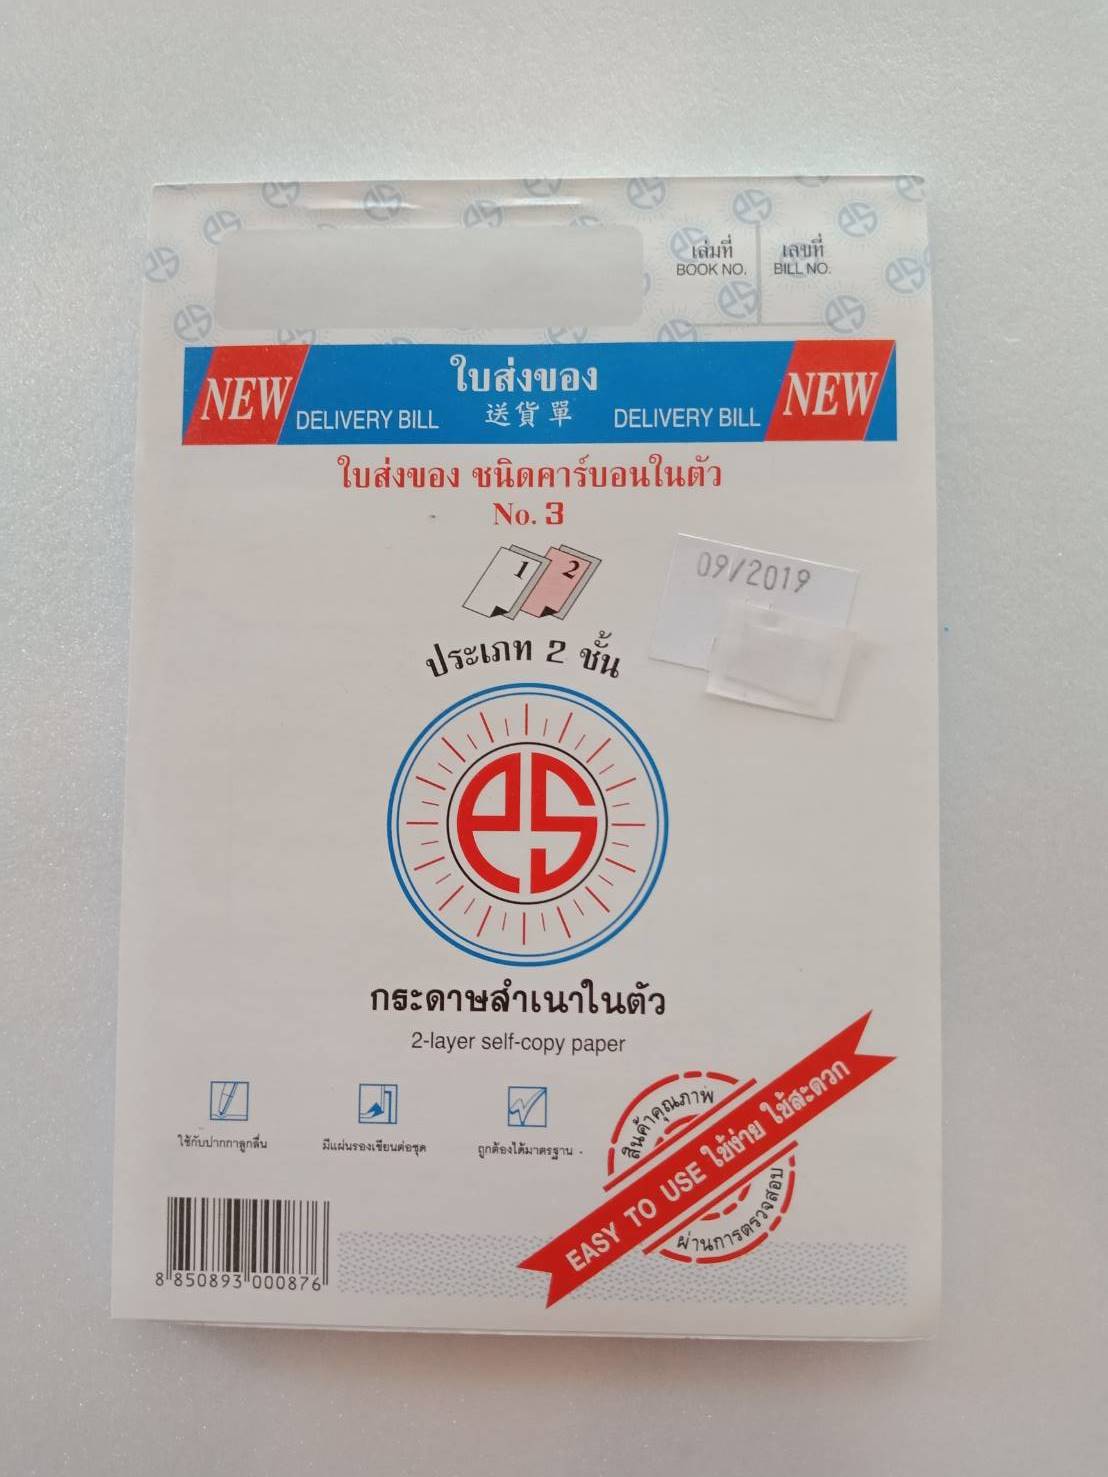 เล่มที่ เลขที่
BOOK NO. BILL NO.
NEW DELIVERY BILL ใบส่งของ 送貨單 DELIVERY BILL NEW
ใบส่งของ ชนิดคาร์บอนในตัว
No. 3
1 2
09/2019
ประเภท 2 ชั้น
es
กระดาษสำเนาในตัว
2-layer self-copy paper
ใช้กับปากกาลูกลื่น มีแผ่นรองเขียนต่อชุด ถูกต้องได้มาตรฐาน
สินค้าคุณภาพ
EASY TO USE ใช้ง่าย ใช้สะดวก
ผ่านการตรวจสอบ
8 850893 000876